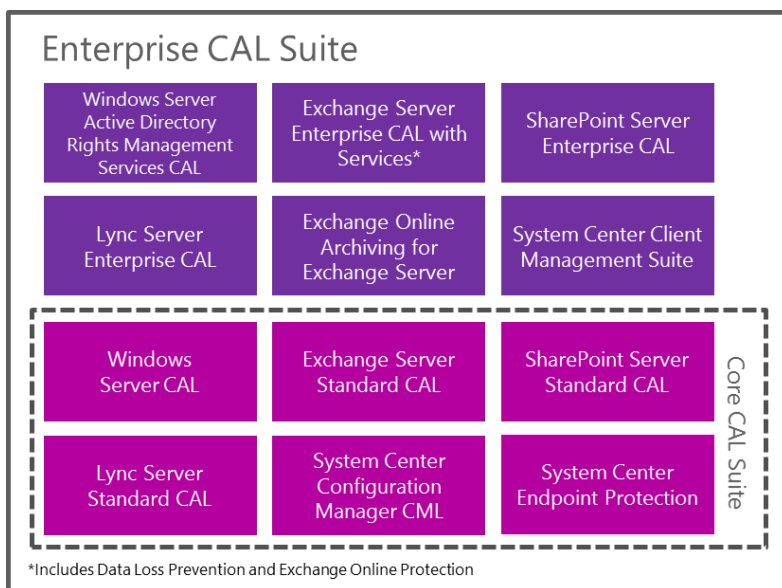 Enterprise CAL Suite
Windows Server
Active Directory
Rights Management
Services CAL
Exchange Server
Enterprise CAL with
Services*
SharePoint Server
Enterprise CAL
Lync Server
Enterprise CAL
Exchange Online
Archiving for
Exchange Server
System Center Client
Management Suite
Windows
Server CAL
Exchange Server
Standard CAL
SharePoint Server
Standard CAL
Lync Server
Standard CAL
System Center
Configuration
Manager CML
System Center
Endpoint Protection
Core CAL Suite
*Includes Data Loss Prevention and Exchange Online Protection